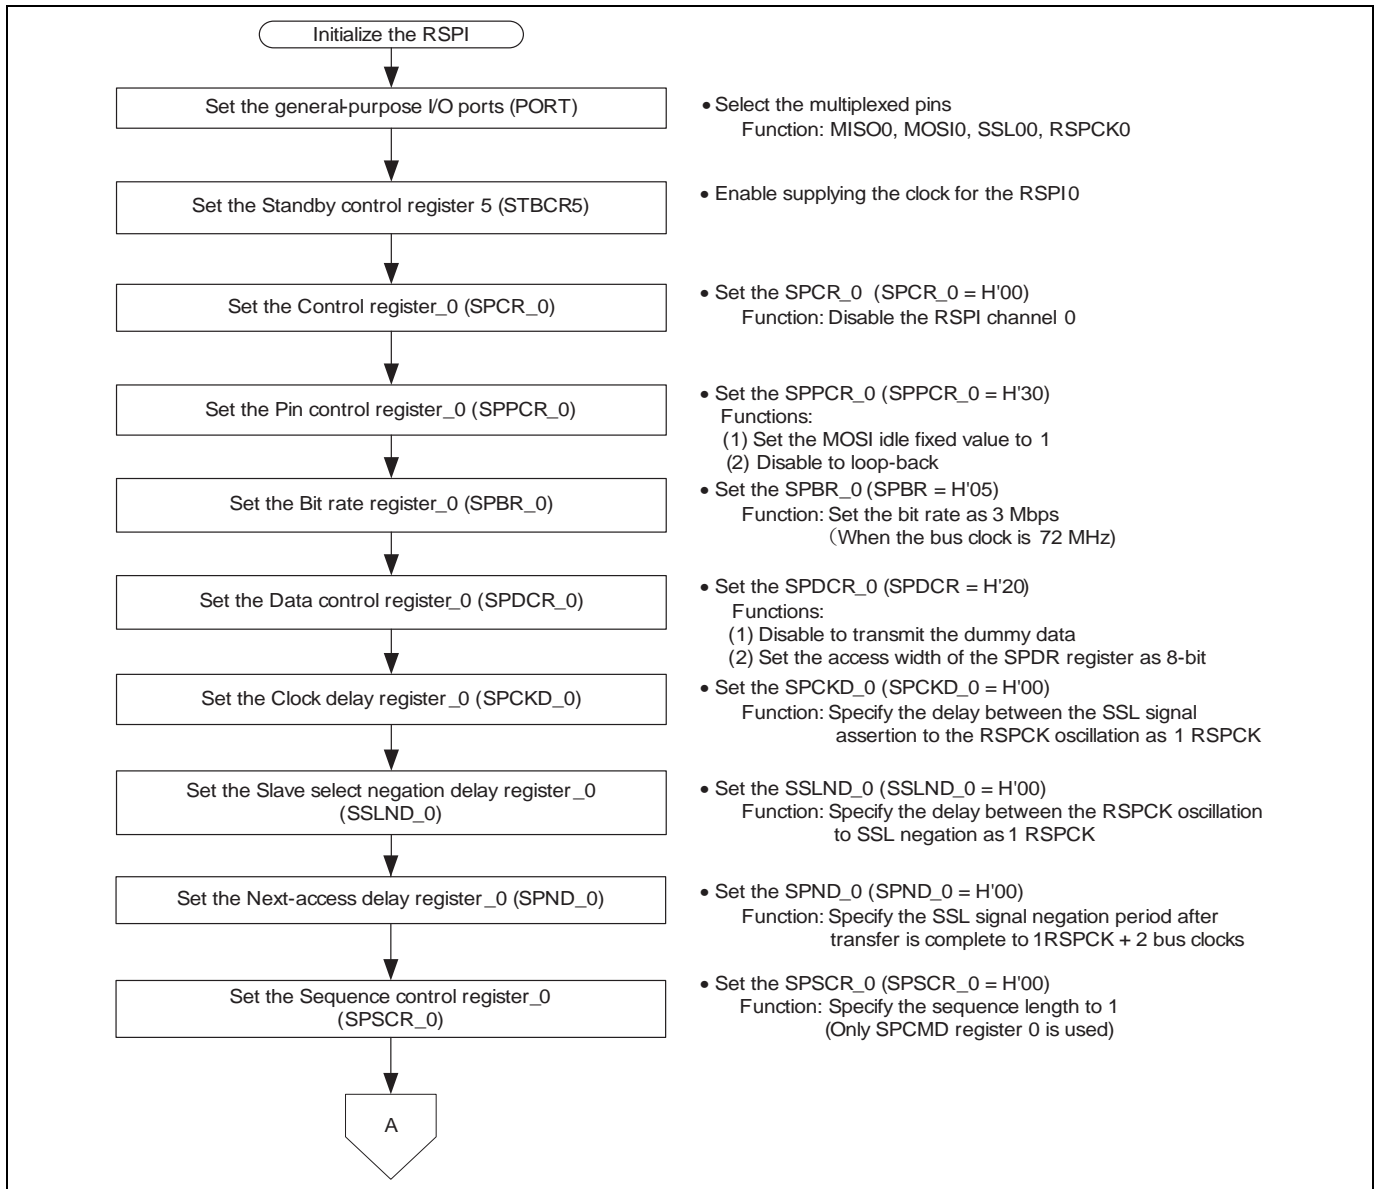 Initialize the RSPI
Set the general-purpose I/O ports (PORT)
• Select the multiplexed pins
Function: MISO0, MOSI0, SSL00, RSPCK0
Set the Standby control register 5 (STBCR5)
• Enable supplying the clock for the RSPI0
Set the Control register_0 (SPCR_0)
• Set the SPCR_0 (SPCR_0 = H'00)
Function: Disable the RSPI channel 0
Set the Pin control register_0 (SPPCR_0)
• Set the SPPCR_0 (SPPCR_0 = H'30)
Functions:
(1) Set the MOSI idle fixed value to 1
(2) Disable to loop-back
Set the Bit rate register_0 (SPBR_0)
• Set the SPBR_0 (SPBR = H'05)
Function: Set the bit rate as 3 Mbps
(When the bus clock is 72 MHz)
Set the Data control register_0 (SPDCR_0)
• Set the SPDCR_0 (SPDCR = H'20)
Functions:
(1) Disable to transmit the dummy data
(2) Set the access width of the SPDR register as 8-bit
Set the Clock delay register_0 (SPCKD_0)
• Set the SPCKD_0 (SPCKD_0 = H'00)
Function: Specify the delay between the SSL signal
assertion to the RSPCK oscillation as 1 RSPCK
Set the Slave select negation delay register_0
(SSLND_0)
• Set the SSLND_0 (SSLND_0 = H'00)
Function: Specify the delay between the RSPCK oscillation
to SSL negation as 1 RSPCK
Set the Next-access delay register_0 (SPND_0)
• Set the SPND_0 (SPND_0 = H'00)
Function: Specify the SSL signal negation period after
transfer is complete to 1RSPCK + 2 bus clocks
Set the Sequence control register_0
(SPSCR_0)
• Set the SPSCR_0 (SPSCR_0 = H'00)
Function: Specify the sequence length to 1
(Only SPCMD register 0 is used)
A